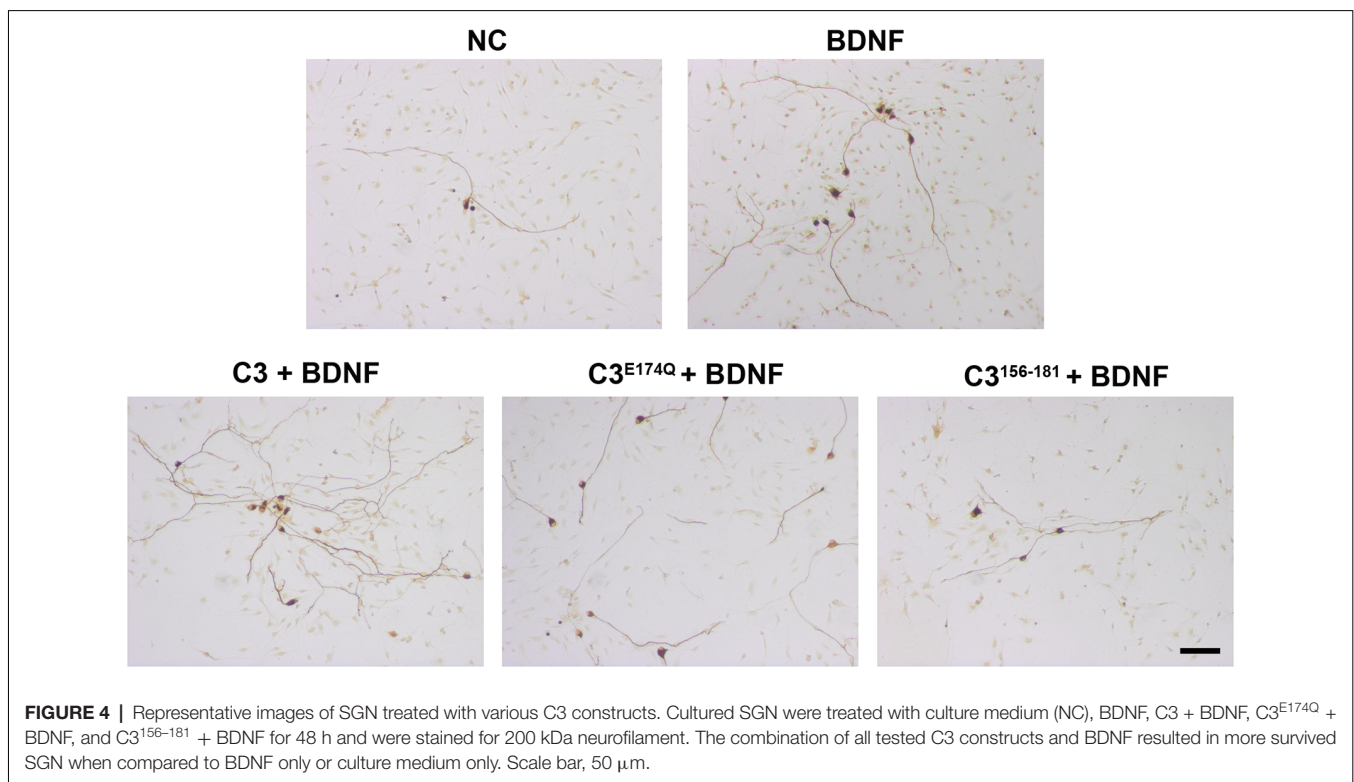 NC BDNF
C3 + BDNF C3E174Q + BDNF C3156-181 + BDNF
FIGURE 4 | Representative images of SGN treated with various C3 constructs. Cultured SGN were treated with culture medium (NC), BDNF, C3 + BDNF, C3E174Q +
BDNF, and C3156–181 + BDNF for 48 h and were stained for 200 kDa neurofilament. The combination of all tested C3 constructs and BDNF resulted in more survived
SGN when compared to BDNF only or culture medium only. Scale bar, 50 μm.